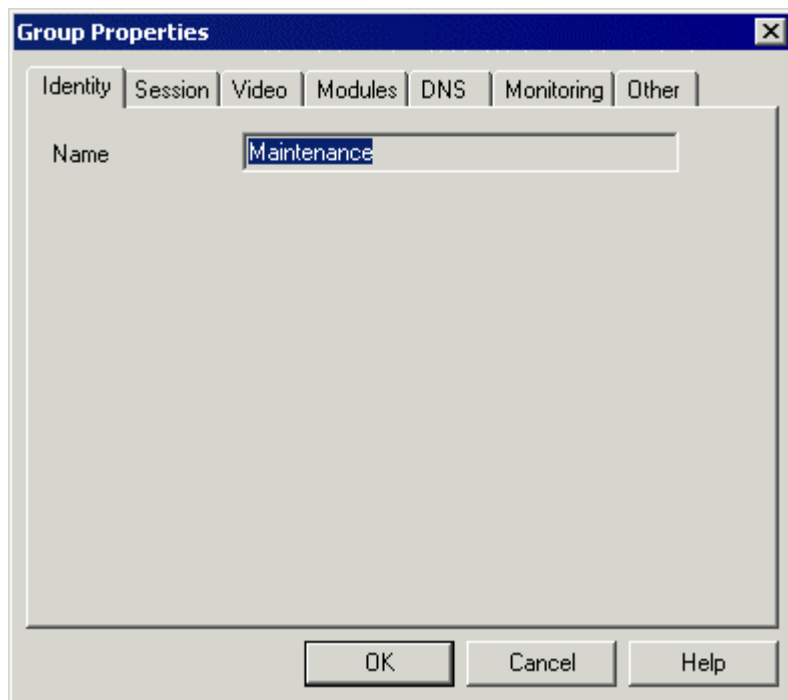 Group Properties
Identity Session Video Modules DNS Monitoring Other
Name Maintenance
OK Cancel Help